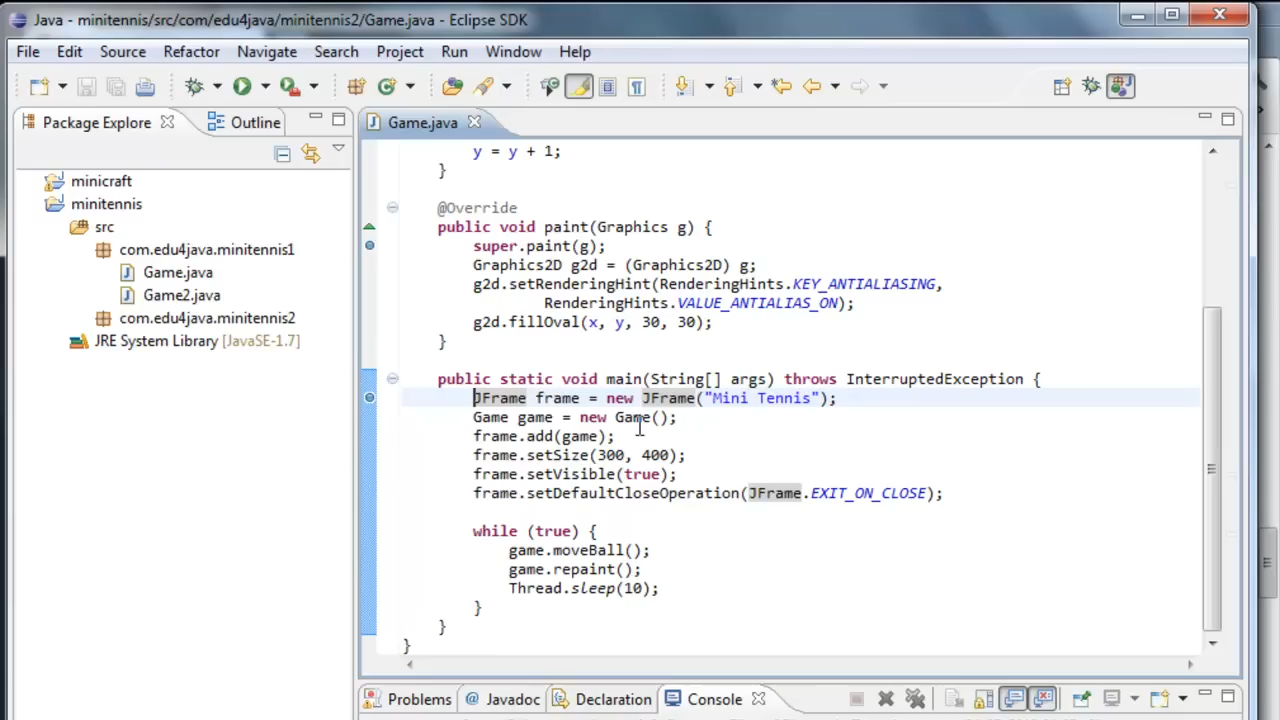 Java - minitennis/src/com/edu4java/minitennis2/Game.java - Eclipse SDK
File Edit Source Refactor Navigate Search Project Run Window Help
Package Explorer Outline
Game.java
minicraft
minitennis
src
com.edu4java.minitennis1
Game.java
Game2.java
com.edu4java.minitennis2
JRE System Library [JavaSE-1.7]
y = y + 1;
}
@Override
public void paint(Graphics g) {
super.paint(g);
Graphics2D g2d = (Graphics2D) g;
g2d.setRenderingHint(RenderingHints.KEY_ANTIALIASING,
RenderingHints.VALUE_ANTIALIAS_ON);
g2d.fillOval(x, y, 30, 30);
}
public static void main(String[] args) throws InterruptedException {
JFrame frame = new JFrame("Mini Tennis");
Game game = new Game();
frame.add(game);
frame.setSize(300, 400);
frame.setVisible(true);
frame.setDefaultCloseOperation(JFrame.EXIT_ON_CLOSE);
while (true) {
game.moveBall();
game.repaint();
Thread.sleep(10);
}
}
}
Problems @ Javadoc Declaration Console